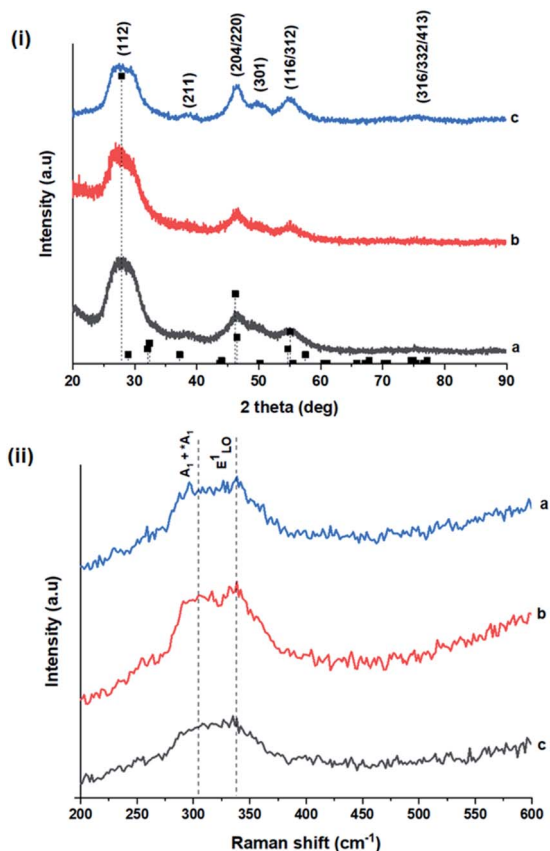 (i)
(112)
(211)
(204/220)
(301)
(116/312)
(316/332/413)
c
b
a
Intensity (a.u)
20 30 40 50 60 70 80 90
2 theta (deg)
(ii)
A1 + *A1
E1LO
a
b
c
Intensity (a.u)
200 250 300 350 400 450 500 550 600
Raman shift (cm-1)